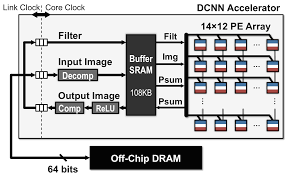 Link Clock Core Clock DCNN Accelerator
14×12 PE Array
Filter Filt
Input Image Img
Decomp
Buffer
SRAM
108KB
Output Image Psum
Comp ReLU Psum
Off-Chip DRAM
64 bits